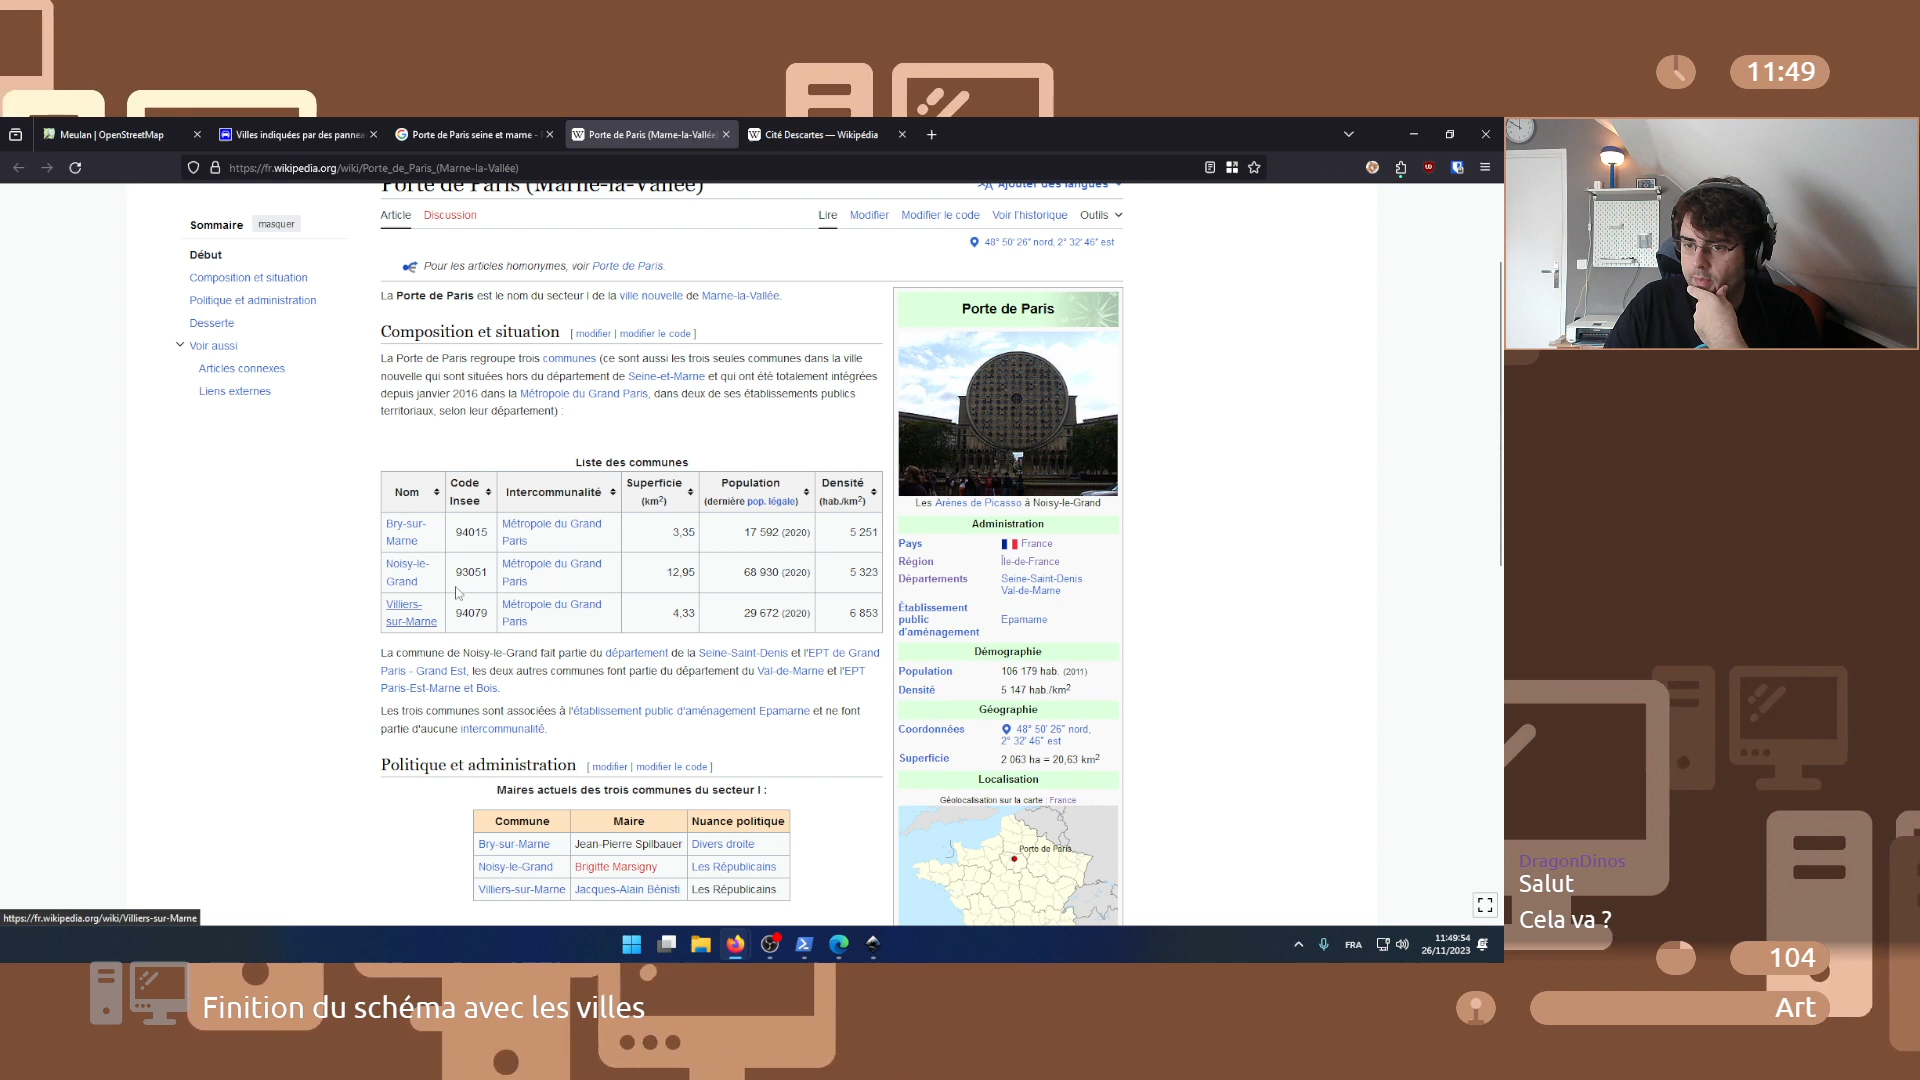 11:49
Meulan | OpenStreetMap
Villes indiquées par des pannea
Porte de Paris seine et marne -
Porte de Paris (Marne-la-Vallée)
Cité Descartes — Wikipédia
https://fr.wikipedia.org/wiki/Porte_de_Paris_(Marne-la-Vallée)
Porte de Paris (Marne-la-Vallée)
Ajouter des langues
Sommaire masquer
Début
Composition et situation
Politique et administration
Desserte
Voir aussi
Articles connexes
Liens externes
Article Discussion
Lire Modifier Modifier le code Voir l'historique Outils
48° 50′ 26″ nord, 2° 32′ 46″ est
Pour les articles homonymes, voir Porte de Paris.
La Porte de Paris est le nom du secteur I de la ville nouvelle de Marne-la-Vallée.
Composition et situation [ modifier | modifier le code ]
La Porte de Paris regroupe trois communes (ce sont aussi les trois seules communes dans la ville
nouvelle qui sont situées hors du département de Seine-et-Marne et qui ont été totalement intégrées
depuis janvier 2016 dans la Métropole du Grand Paris, dans deux de ses établissements publics
territoriaux, selon leur département) :
Liste des communes
Nom Code Insee Intercommunalité Superficie (km2) Population (dernière pop. légale) Densité (hab./km2)
Bry-sur-Marne 94015 Métropole du Grand Paris 3,35 17 592 (2020) 5 251
Noisy-le-Grand 93051 Métropole du Grand Paris 12,95 68 930 (2020) 5 323
Villiers-sur-Marne 94079 Métropole du Grand Paris 4,33 29 672 (2020) 6 853
La commune de Noisy-le-Grand fait partie du département de la Seine-Saint-Denis et l'EPT de Grand
Paris - Grand Est, les deux autres communes font partie du département du Val-de-Marne et l'EPT
Paris-Est-Marne et Bois.
Les trois communes sont associées à l'établissement public d'aménagement Epamarne et ne font
partie d'aucune intercommunalité.
Politique et administration [ modifier | modifier le code ]
Maires actuels des trois communes du secteur I :
Commune Maire Nuance politique
Bry-sur-Marne Jean-Pierre Spilbauer Divers droite
Noisy-le-Grand Brigitte Marsigny Les Républicains
Villiers-sur-Marne Jacques-Alain Bénisti Les Républicains
Porte de Paris
Les Arènes de Picasso à Noisy-le-Grand
Administration
Pays France
Région Île-de-France
Départements Seine-Saint-Denis
Val-de-Marne
Établissement public d'aménagement Epamarne
Démographie
Population 106 179 hab. (2011)
Densité 5 147 hab./km2
Géographie
Coordonnées 48° 50′ 26″ nord,
2° 32′ 46″ est
Superficie 2 063 ha = 20,63 km2
Localisation
Géolocalisation sur la carte : France
Porte de Paris
https://fr.wikipedia.org/wiki/Villiers-sur-Marne
FRA
11:49:54
26/11/2023
DragonDinos
Salut
Cela va ?
104
Art
Finition du schéma avec les villes